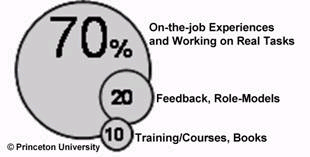 70%
On-the-job Experiences
and Working on Real Tasks
20
Feedback, Role-Models
10
Training/Courses, Books
© Princeton University